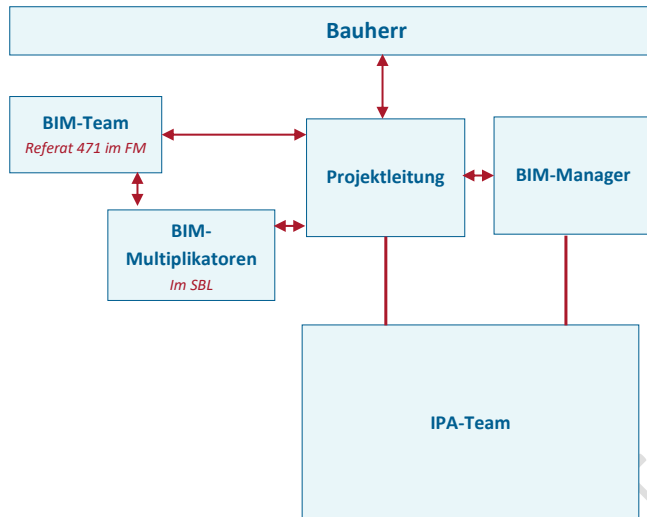 Bauherr
BIM-Team
Referat 471 im FM
Projektleitung
BIM-Manager
BIM-
Multiplikatoren
Im SBL
IPA-Team